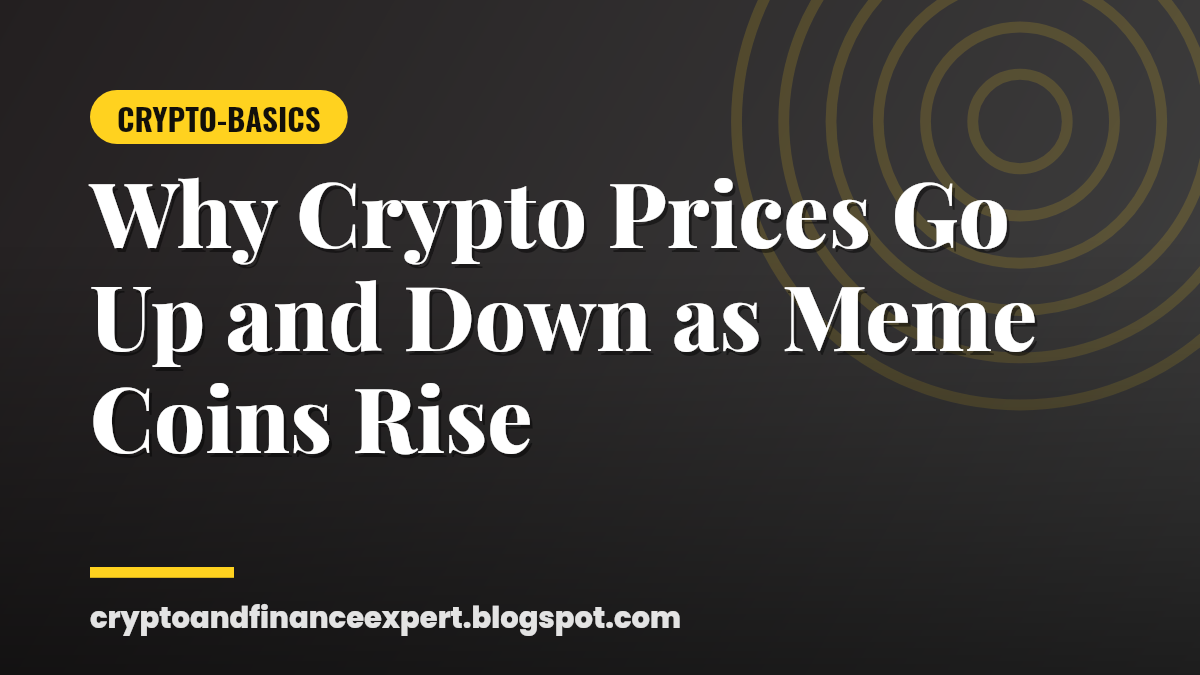 CRYPTO-BASICS
Why Crypto Prices Go
Up and Down as Meme
Coins Rise
cryptoandfinanceexpert.blogspot.com